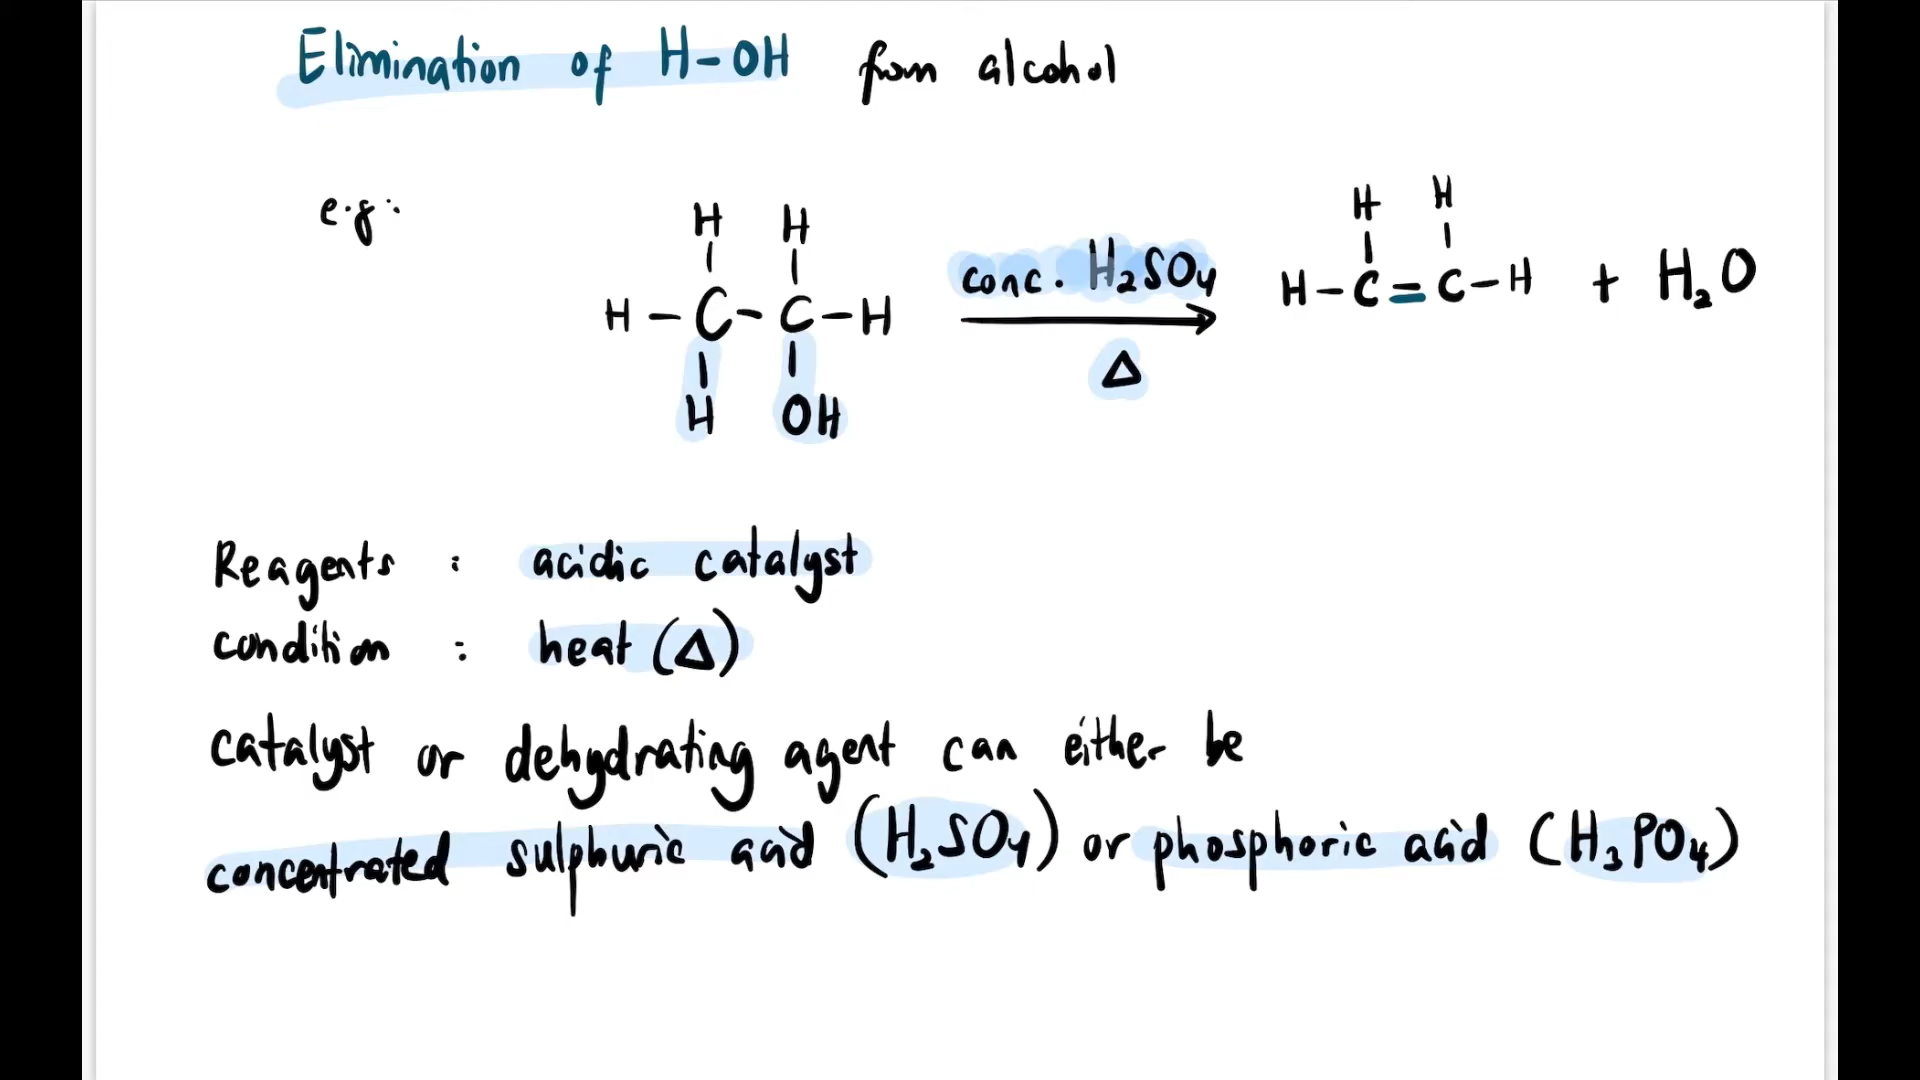 Elimination of H-OH from alcohol
e.g:
H H
H-C-C-H
H OH
conc. H₂SO₄
Δ
H H
H-C=C-H + H₂O
Reagents : acidic catalyst
condition : heat (Δ)
catalyst or dehydrating agent can either be
concentrated sulphuric acid (H₂SO₄) or phosphoric acid (H₃PO₄)